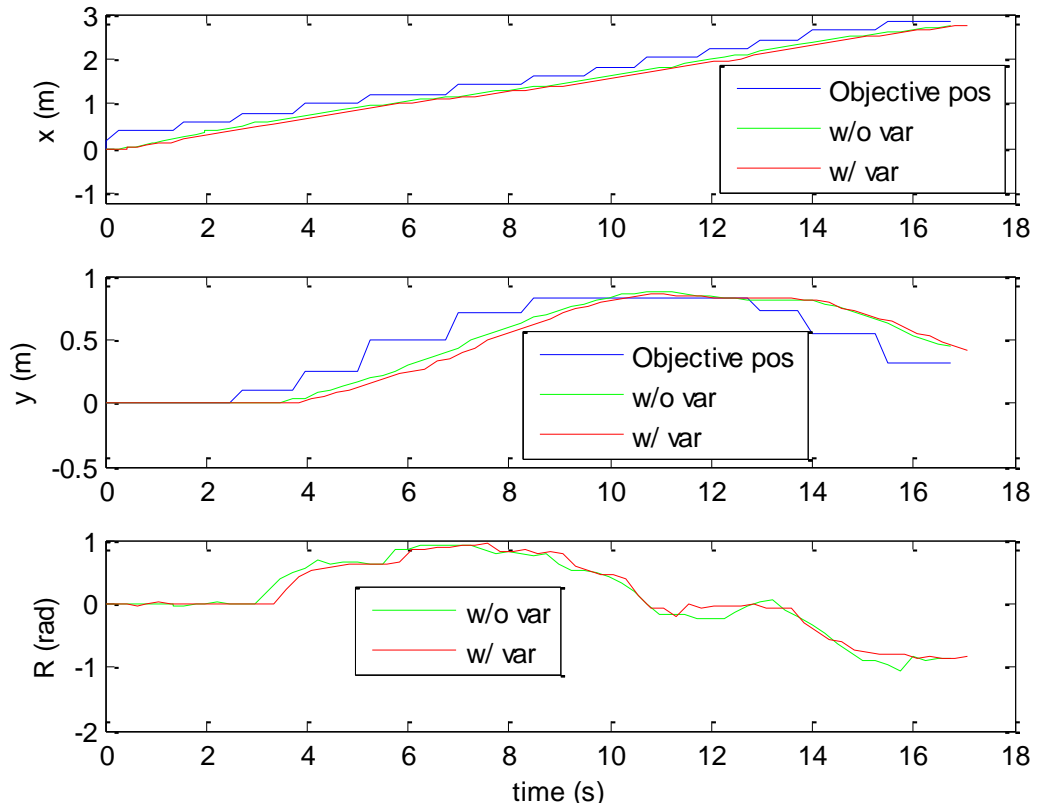 x (m)
3
2
1
0
-1
Objective pos
w/o var
w/ var
0 2 4 6 8 10 12 14 16 18
y (m)
1
0.5
0
-0.5
Objective pos
w/o var
w/ var
0 2 4 6 8 10 12 14 16 18
R (rad)
1
0
-1
-2
w/o var
w/ var
0 2 4 6 8 10 12 14 16 18
time (s)